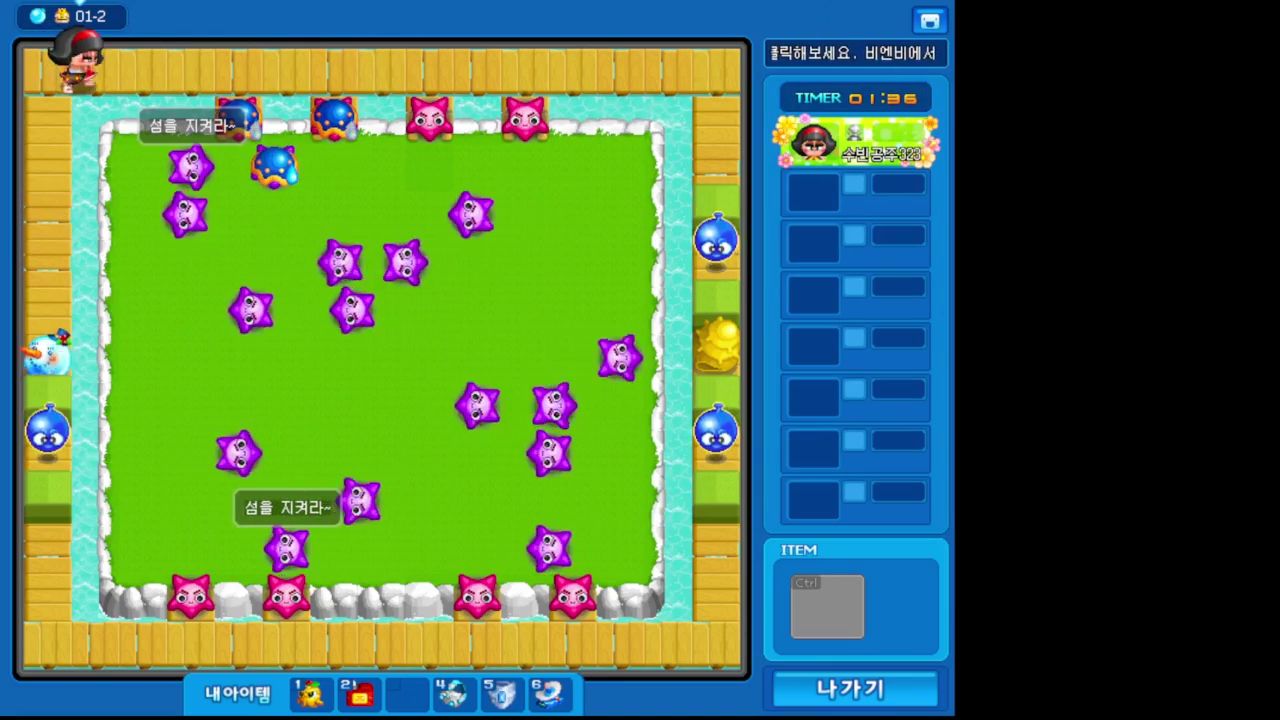 01-2
클릭해보세요. 비엔비에서
TIMER 01:36
섬을 지켜라~
수빈공주323
섬을 지켜라~
ITEM
Ctrl
나가기
내아이템
1
2
4
5
6